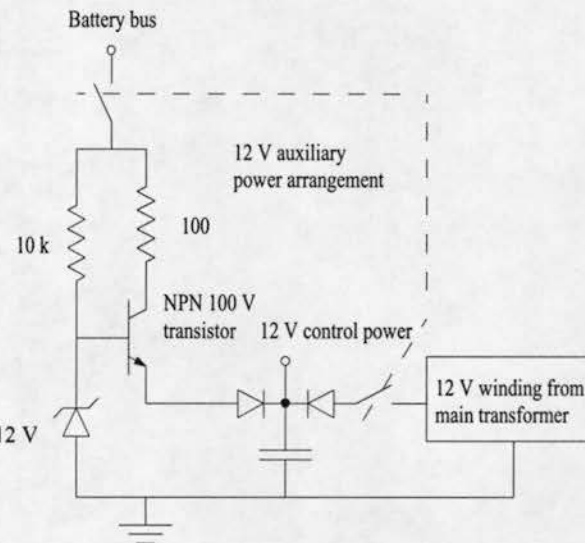 Battery bus
12 V auxiliary
power arrangement
10 k
100
NPN 100 V
transistor
12 V control power
12 V winding from
main transformer
12 V